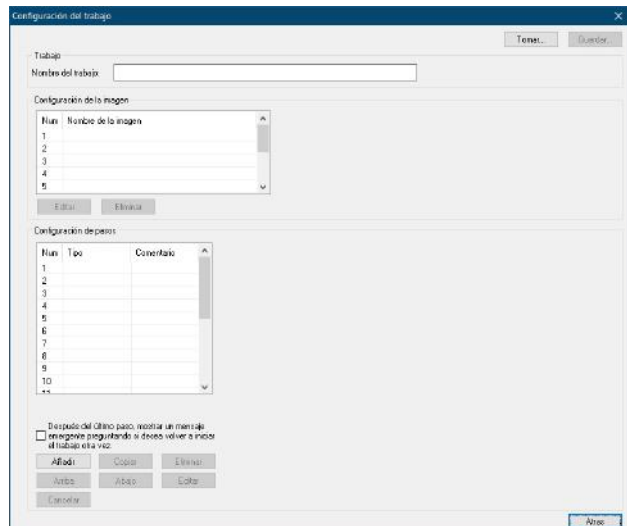 Configuración del trabajo
Tomar... Guardar...
Trabajo
Nombre del trabajo:
Configuración de la imagen
Num Nombre de la imagen
1
2
3
4
5
Editar Eliminar
Configuración de pasos
Num Tipo Comentario
1
2
3
4
5
6
7
8
9
10
11
Después del último paso, mostrar un mensaje
emergente preguntando si desea volver a iniciar
el trabajo otra vez.
Añadir Copiar Eliminar
Arriba Abajo Editar
Cancelar
Atras